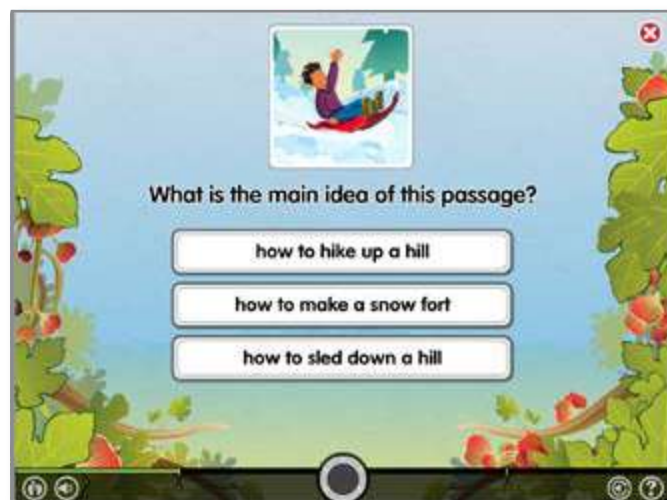 What is the main idea of this passage?
how to hike up a hill
how to make a snow fort
how to sled down a hill
?